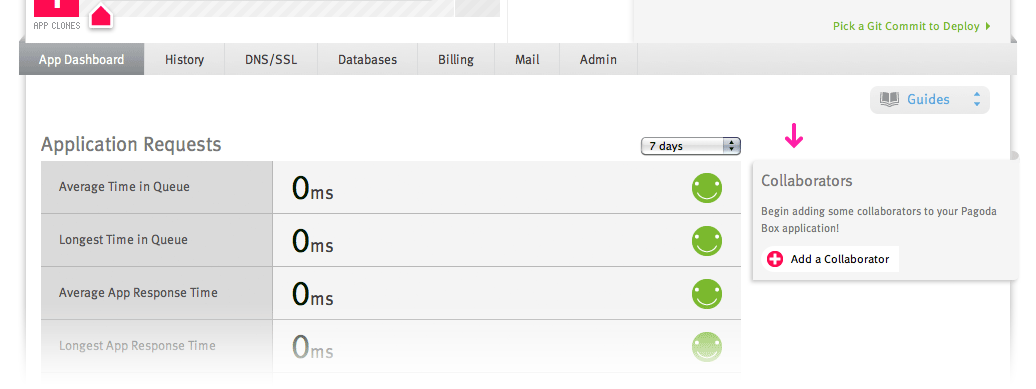 APP CLONES
Pick a Git Commit to Deploy
App Dashboard History DNS/SSL Databases Billing Mail Admin
Guides
Application Requests
7 days
Average Time in Queue 0ms
Longest Time in Queue 0ms
Average App Response Time 0ms
Longest App Response Time 0ms
Collaborators
Begin adding some collaborators to your Pagoda
Box application!
Add a Collaborator